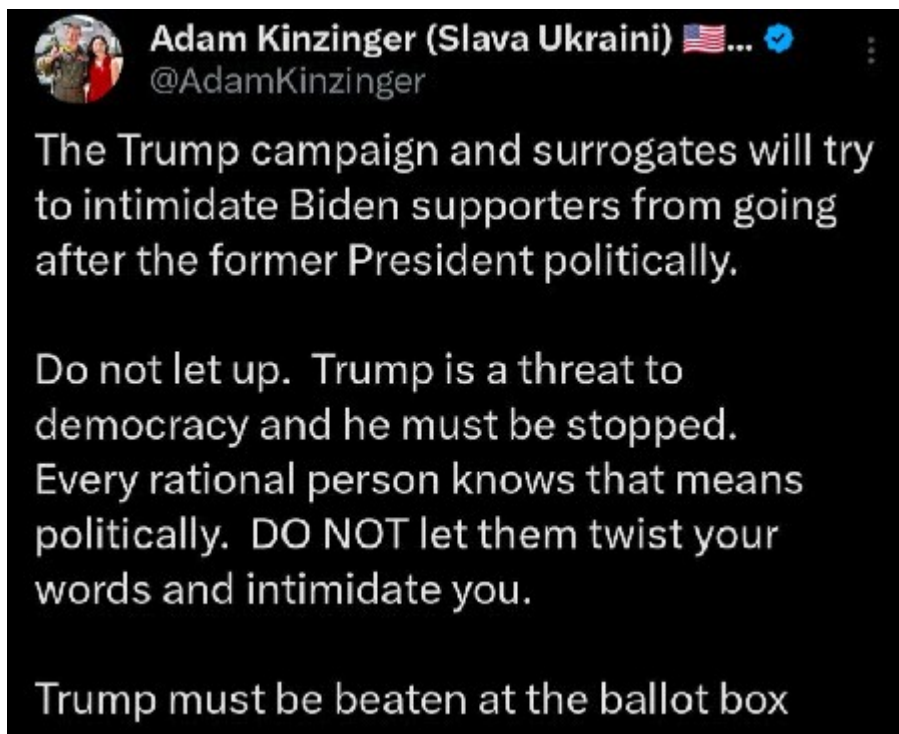 Adam Kinzinger (Slava Ukraini) 🇺🇸...
@AdamKinzinger
The Trump campaign and surrogates will try
to intimidate Biden supporters from going
after the former President politically.
Do not let up.  Trump is a threat to
democracy and he must be stopped.
Every rational person knows that means
politically.  DO NOT let them twist your
words and intimidate you.
Trump must be beaten at the ballot box